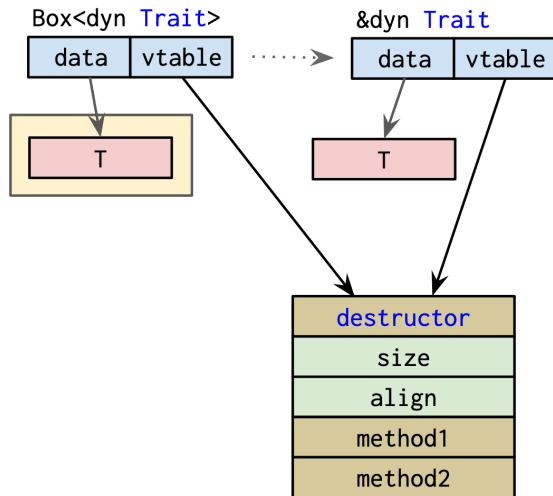 Box<dyn Trait>
&dyn Trait
data vtable
data vtable
T
T
destructor
size
align
method1
method2